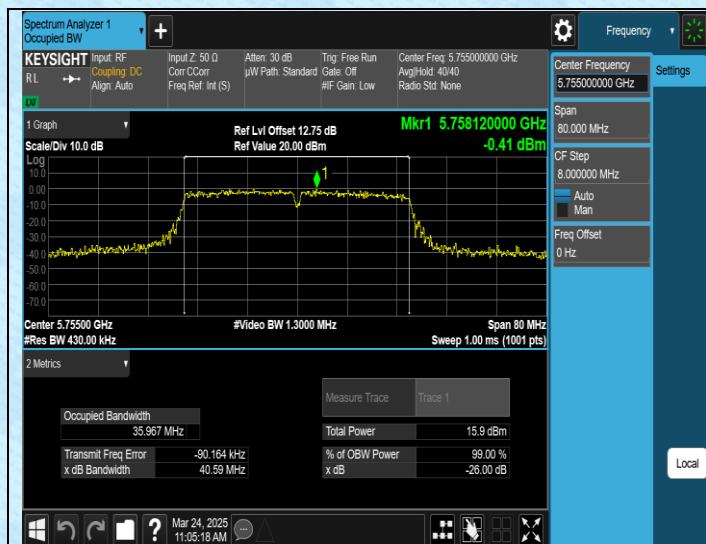 Spectrum Analyzer 1
Occupied BW
Frequency
KEYSIGHT
RL
LXI
Input: RF
Coupling: DC
Align: Auto
Input Z: 50 Ω
Corr CCorr
Freq Ref: Int (S)
Atten: 30 dB
µW Path: Standard
Trig: Free Run
Gate: Off
#IF Gain: Low
Center Freq: 5.755000000 GHz
Avg|Hold: 40/40
Radio Std: None
Center Frequency
5.755000000 GHz
Settings
Span
80.000 MHz
CF Step
8.000000 MHz
Auto
Man
Freq Offset
0 Hz
1 Graph
Scale/Div 10.0 dB
Ref Lvl Offset 12.75 dB
Ref Value 20.00 dBm
Mkr1 5.758120000 GHz
-0.41 dBm
Log
10.0
0.00
-10.0
-20.0
-30.0
-40.0
-50.0
-60.0
-70.0
1
Center 5.75500 GHz
#Res BW 430.00 kHz
#Video BW 1.3000 MHz
Span 80 MHz
Sweep 1.00 ms (1001 pts)
2 Metrics
Measure Trace Trace 1
Occupied Bandwidth
35.967 MHz
Total Power 15.9 dBm
Transmit Freq Error -90.164 kHz
% of OBW Power 99.00 %
x dB Bandwidth 40.59 MHz
x dB -26.00 dB
Local
?
Mar 24, 2025
11:05:18 AM